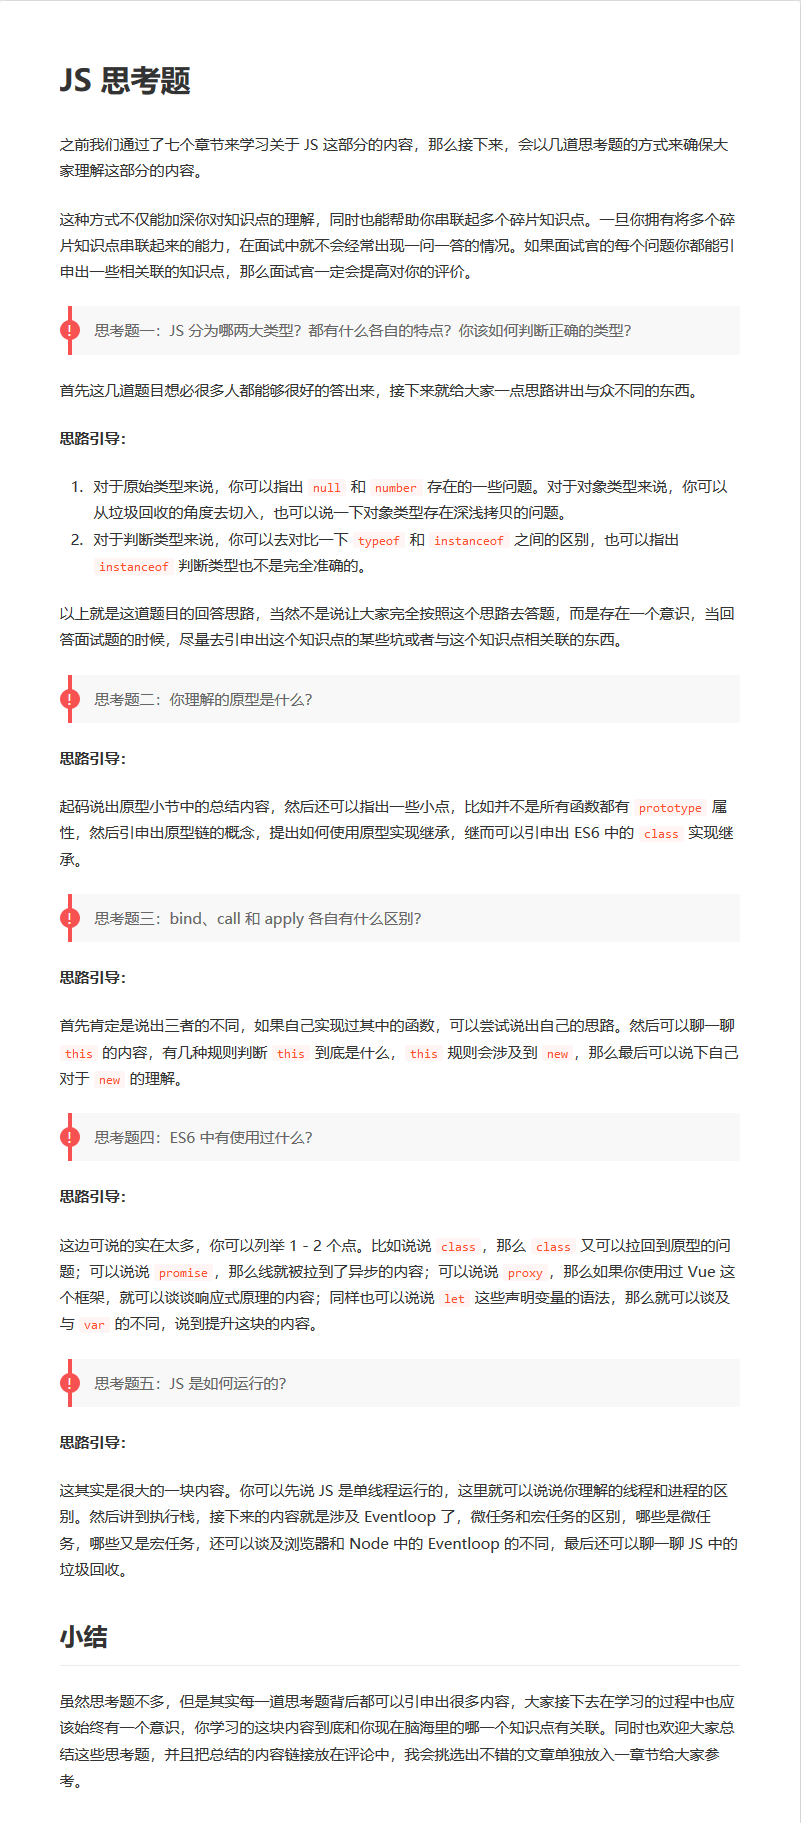 JS 思考题
之前我们通过了七个章节来学习关于 JS 这部分的内容，那么接下来，会以几道思考题的方式来确保大
家理解这部分的内容。
这种方式不仅能加深你对知识点的理解，同时也能帮助你串联起多个碎片知识点。一旦你拥有将多个碎
片知识点串联起来的能力，在面试中就不会经常出现一问一答的情况。如果面试官的每个问题你都能引
申出一些相关联的知识点，那么面试官一定会提高对你的评价。
思考题一：JS 分为哪两大类型？都有什么各自的特点？你该如何判断正确的类型？
首先这几道题目想必很多人都能够很好的答出来，接下来就给大家一点思路讲出与众不同的东西。
思路引导：
1. 对于原始类型来说，你可以指出 null 和 number 存在的一些问题。对于对象类型来说，你可以
从垃圾回收的角度去切入，也可以说一下对象类型存在深浅拷贝的问题。
2. 对于判断类型来说，你可以去对比一下 typeof 和 instanceof 之间的区别，也可以指出
instanceof 判断类型也不是完全准确的。
以上就是这道题目的回答思路，当然不是说让大家完全按照这个思路去答题，而是存在一个意识，当回
答面试题的时候，尽量去引申出这个知识点的某些坑或者与这个知识点相关联的东西。
思考题二：你理解的原型是什么？
思路引导：
起码说出原型小节中的总结内容，然后还可以指出一些小点，比如并不是所有函数都有 prototype 属
性，然后引申出原型链的概念，提出如何使用原型实现继承，继而可以引申出 ES6 中的 class 实现继
承。
思考题三：bind、call 和 apply 各自有什么区别？
思路引导：
首先肯定是说出三者的不同，如果自己实现过其中的函数，可以尝试说出自己的思路。然后可以聊一聊
this 的内容，有几种规则判断 this 到底是什么， this 规则会涉及到 new ，那么最后可以说下自己
对于 new 的理解。
思考题四：ES6 中有使用过什么？
思路引导：
这边可说的实在太多，你可以列举 1 - 2 个点。比如说说 class ，那么 class 又可以拉回到原型的问
题；可以说说 promise ，那么线就被拉到了异步的内容；可以说说 proxy ，那么如果你使用过 Vue 这
个框架，就可以谈谈响应式原理的内容；同样也可以说说 let 这些声明变量的语法，那么就可以谈及
与 var 的不同，说到提升这块的内容。
思考题五：JS 是如何运行的？
思路引导：
这其实是很大的一块内容。你可以先说 JS 是单线程运行的，这里就可以说说你理解的线程和进程的区
别。然后讲到执行栈，接下来的内容就是涉及 Eventloop 了，微任务和宏任务的区别，哪些是微任
务，哪些又是宏任务，还可以谈及浏览器和 Node 中的 Eventloop 的不同，最后还可以聊一聊 JS 中的
垃圾回收。
小结
虽然思考题不多，但是其实每一道思考题背后都可以引申出很多内容，大家接下去在学习的过程中也应
该始终有一个意识，你学习的这块内容到底和你现在脑海里的哪一个知识点有关联。同时也欢迎大家总
结这些思考题，并且把总结的内容链接放在评论中，我会挑选出不错的文章单独放入一章节给大家参
考。